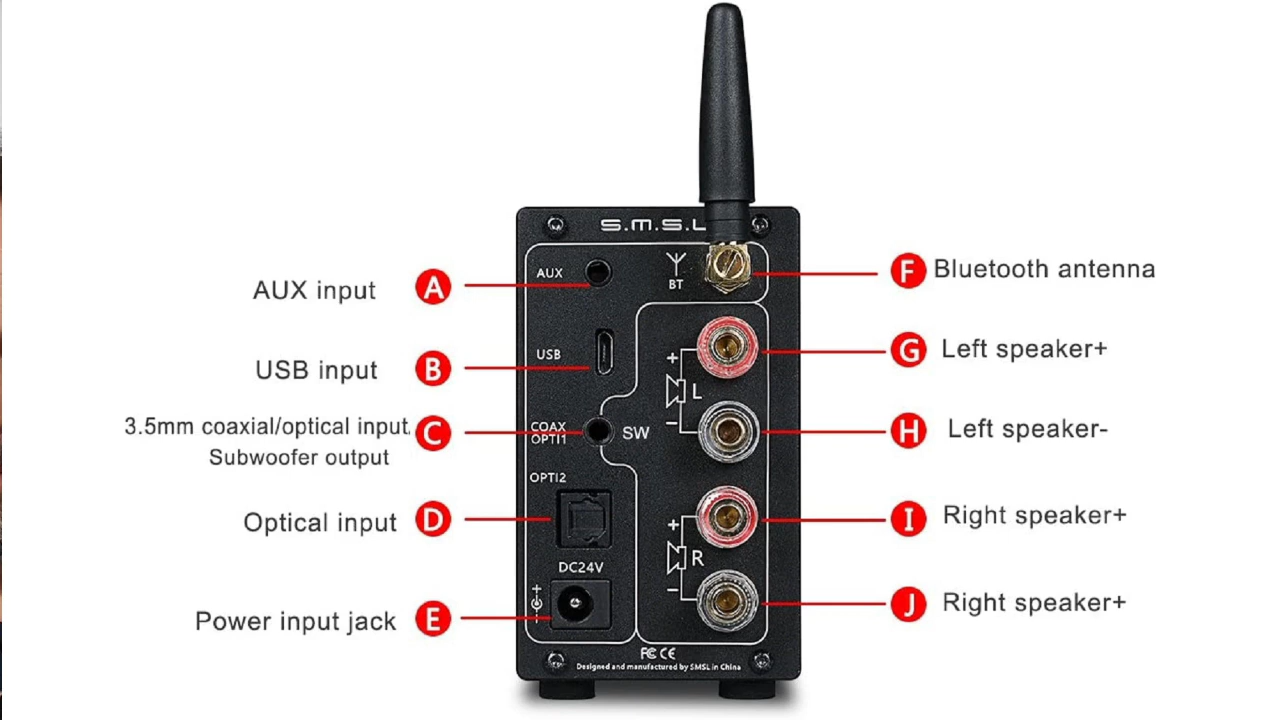 S.M.S.L
AUX input
A
AUX
BT
F
Bluetooth antenna
USB input
B
USB
+
L
-
G
Left speaker+
3.5mm coaxial/optical input,
Subwoofer output
C
COAX
OPTI1
SW
H
Left speaker-
OPTI2
Optical input
D
+
R
-
I
Right speaker+
DC24V
Power input jack
E
- +
J
Right speaker+
FC CE
Designed and manufactured by SMSL in China